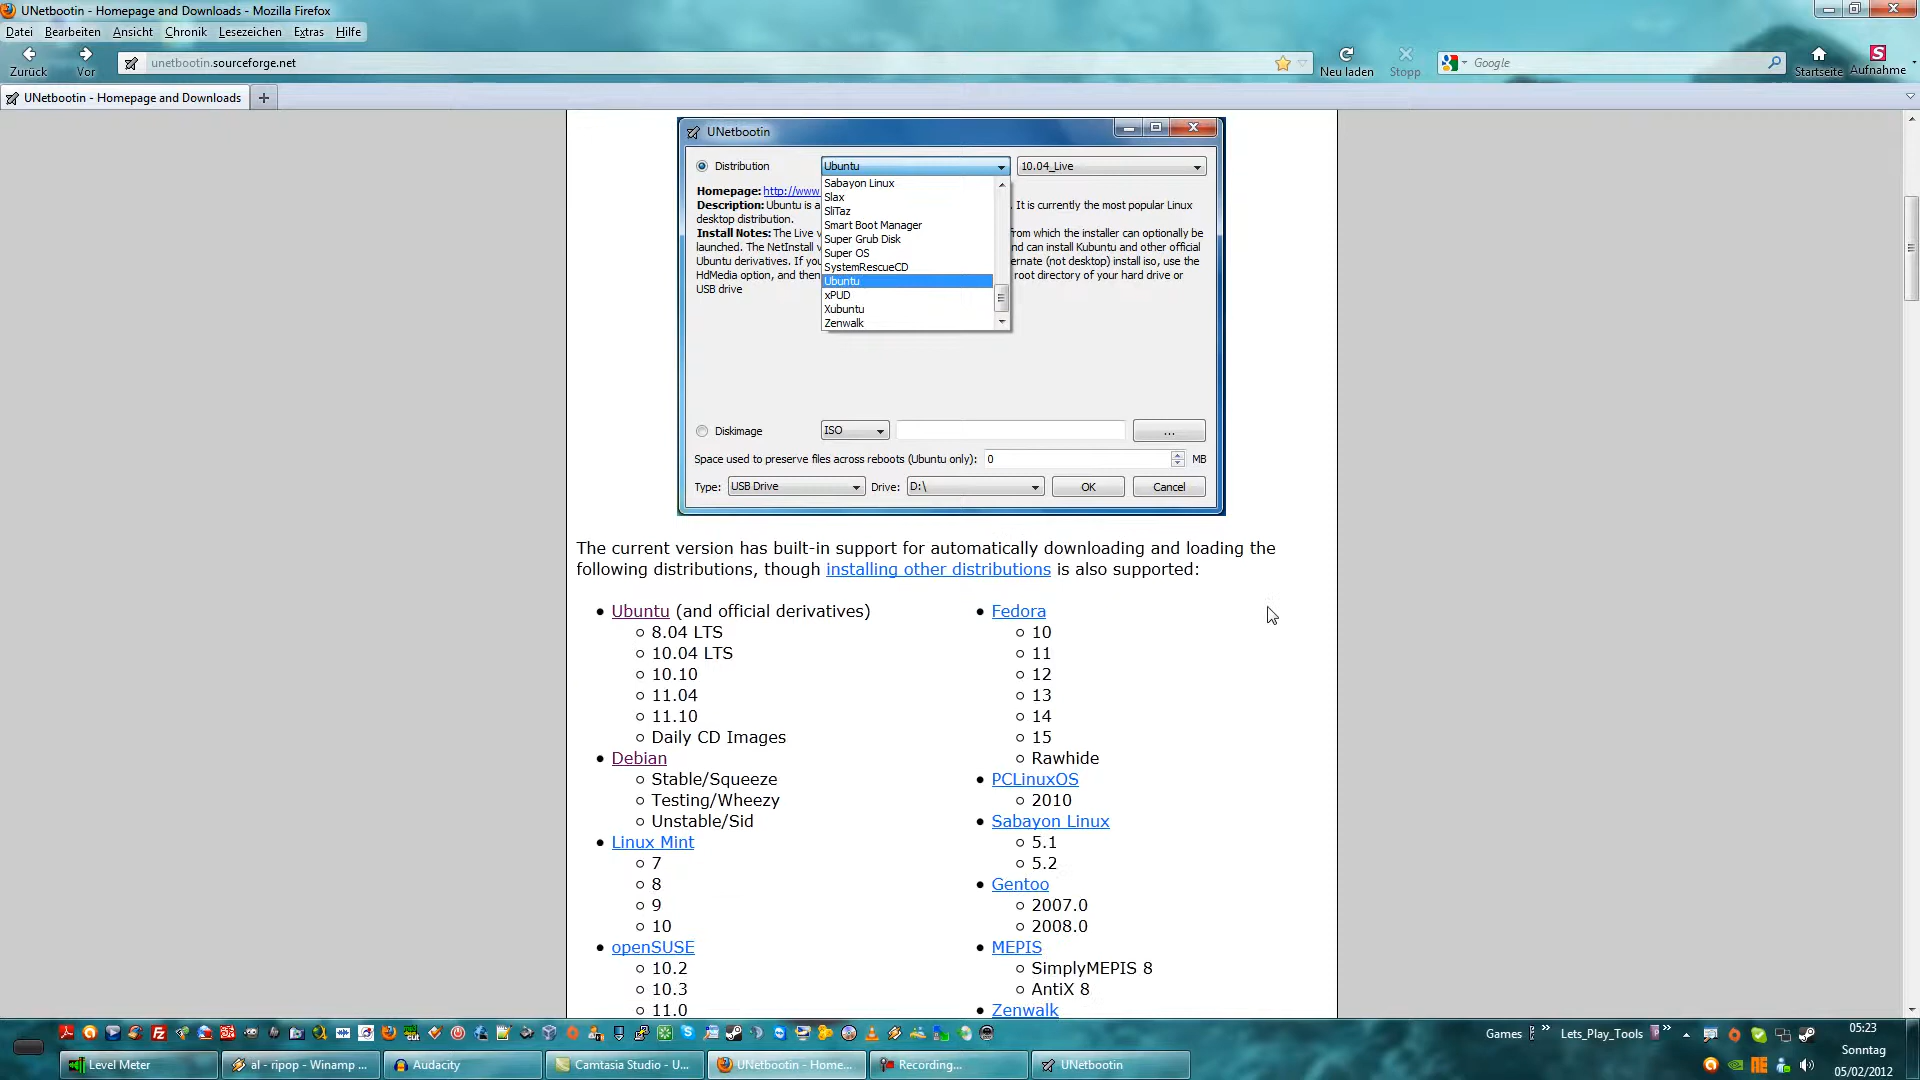 UNetbootin - Homepage and Downloads - Mozilla Firefox
Datei Bearbeiten Ansicht Chronik Lesezeichen Extras Hilfe
Zurück Vor unetbootin.sourceforge.net Neu laden Stopp Google Startseite Aufnahme
UNetbootin - Homepage and Downloads
UNetbootin
Distribution Ubuntu 10.04_Live
Sabayon Linux
Homepage: http://www.
Slax
Description: Ubuntu is a . It is currently the most popular Linux
SliTaz
desktop distribution.
Smart Boot Manager
Install Notes: The Live v from which the installer can optionally be
Super Grub Disk
launched. The NetInstall v nd can install Kubuntu and other official
Super OS
Ubuntu derivatives. If you ernate (not desktop) install iso, use the
SystemRescueCD
HdMedia option, and then root directory of your hard drive or
Ubuntu
USB drive
xPUD
Xubuntu
Zenwalk
Diskimage ISO ...
Space used to preserve files across reboots (Ubuntu only): 0 MB
Type: USB Drive Drive: D:\ OK Cancel
The current version has built-in support for automatically downloading and loading the
following distributions, though installing other distributions is also supported:
Ubuntu (and official derivatives)
8.04 LTS
10.04 LTS
10.10
11.04
11.10
Daily CD Images
Debian
Stable/Squeeze
Testing/Wheezy
Unstable/Sid
Linux Mint
7
8
9
10
openSUSE
10.2
10.3
11.0
Fedora
10
11
12
13
14
15
Rawhide
PCLinuxOS
2010
Sabayon Linux
5.1
5.2
Gentoo
2007.0
2008.0
MEPIS
SimplyMEPIS 8
AntiX 8
Zenwalk
Games Lets_Play_Tools
05:23
Sonntag
05/02/2012
Level Meter al - ripop - Winamp ... Audacity Camtasia Studio - U... UNetbootin - Home... Recording... UNetbootin